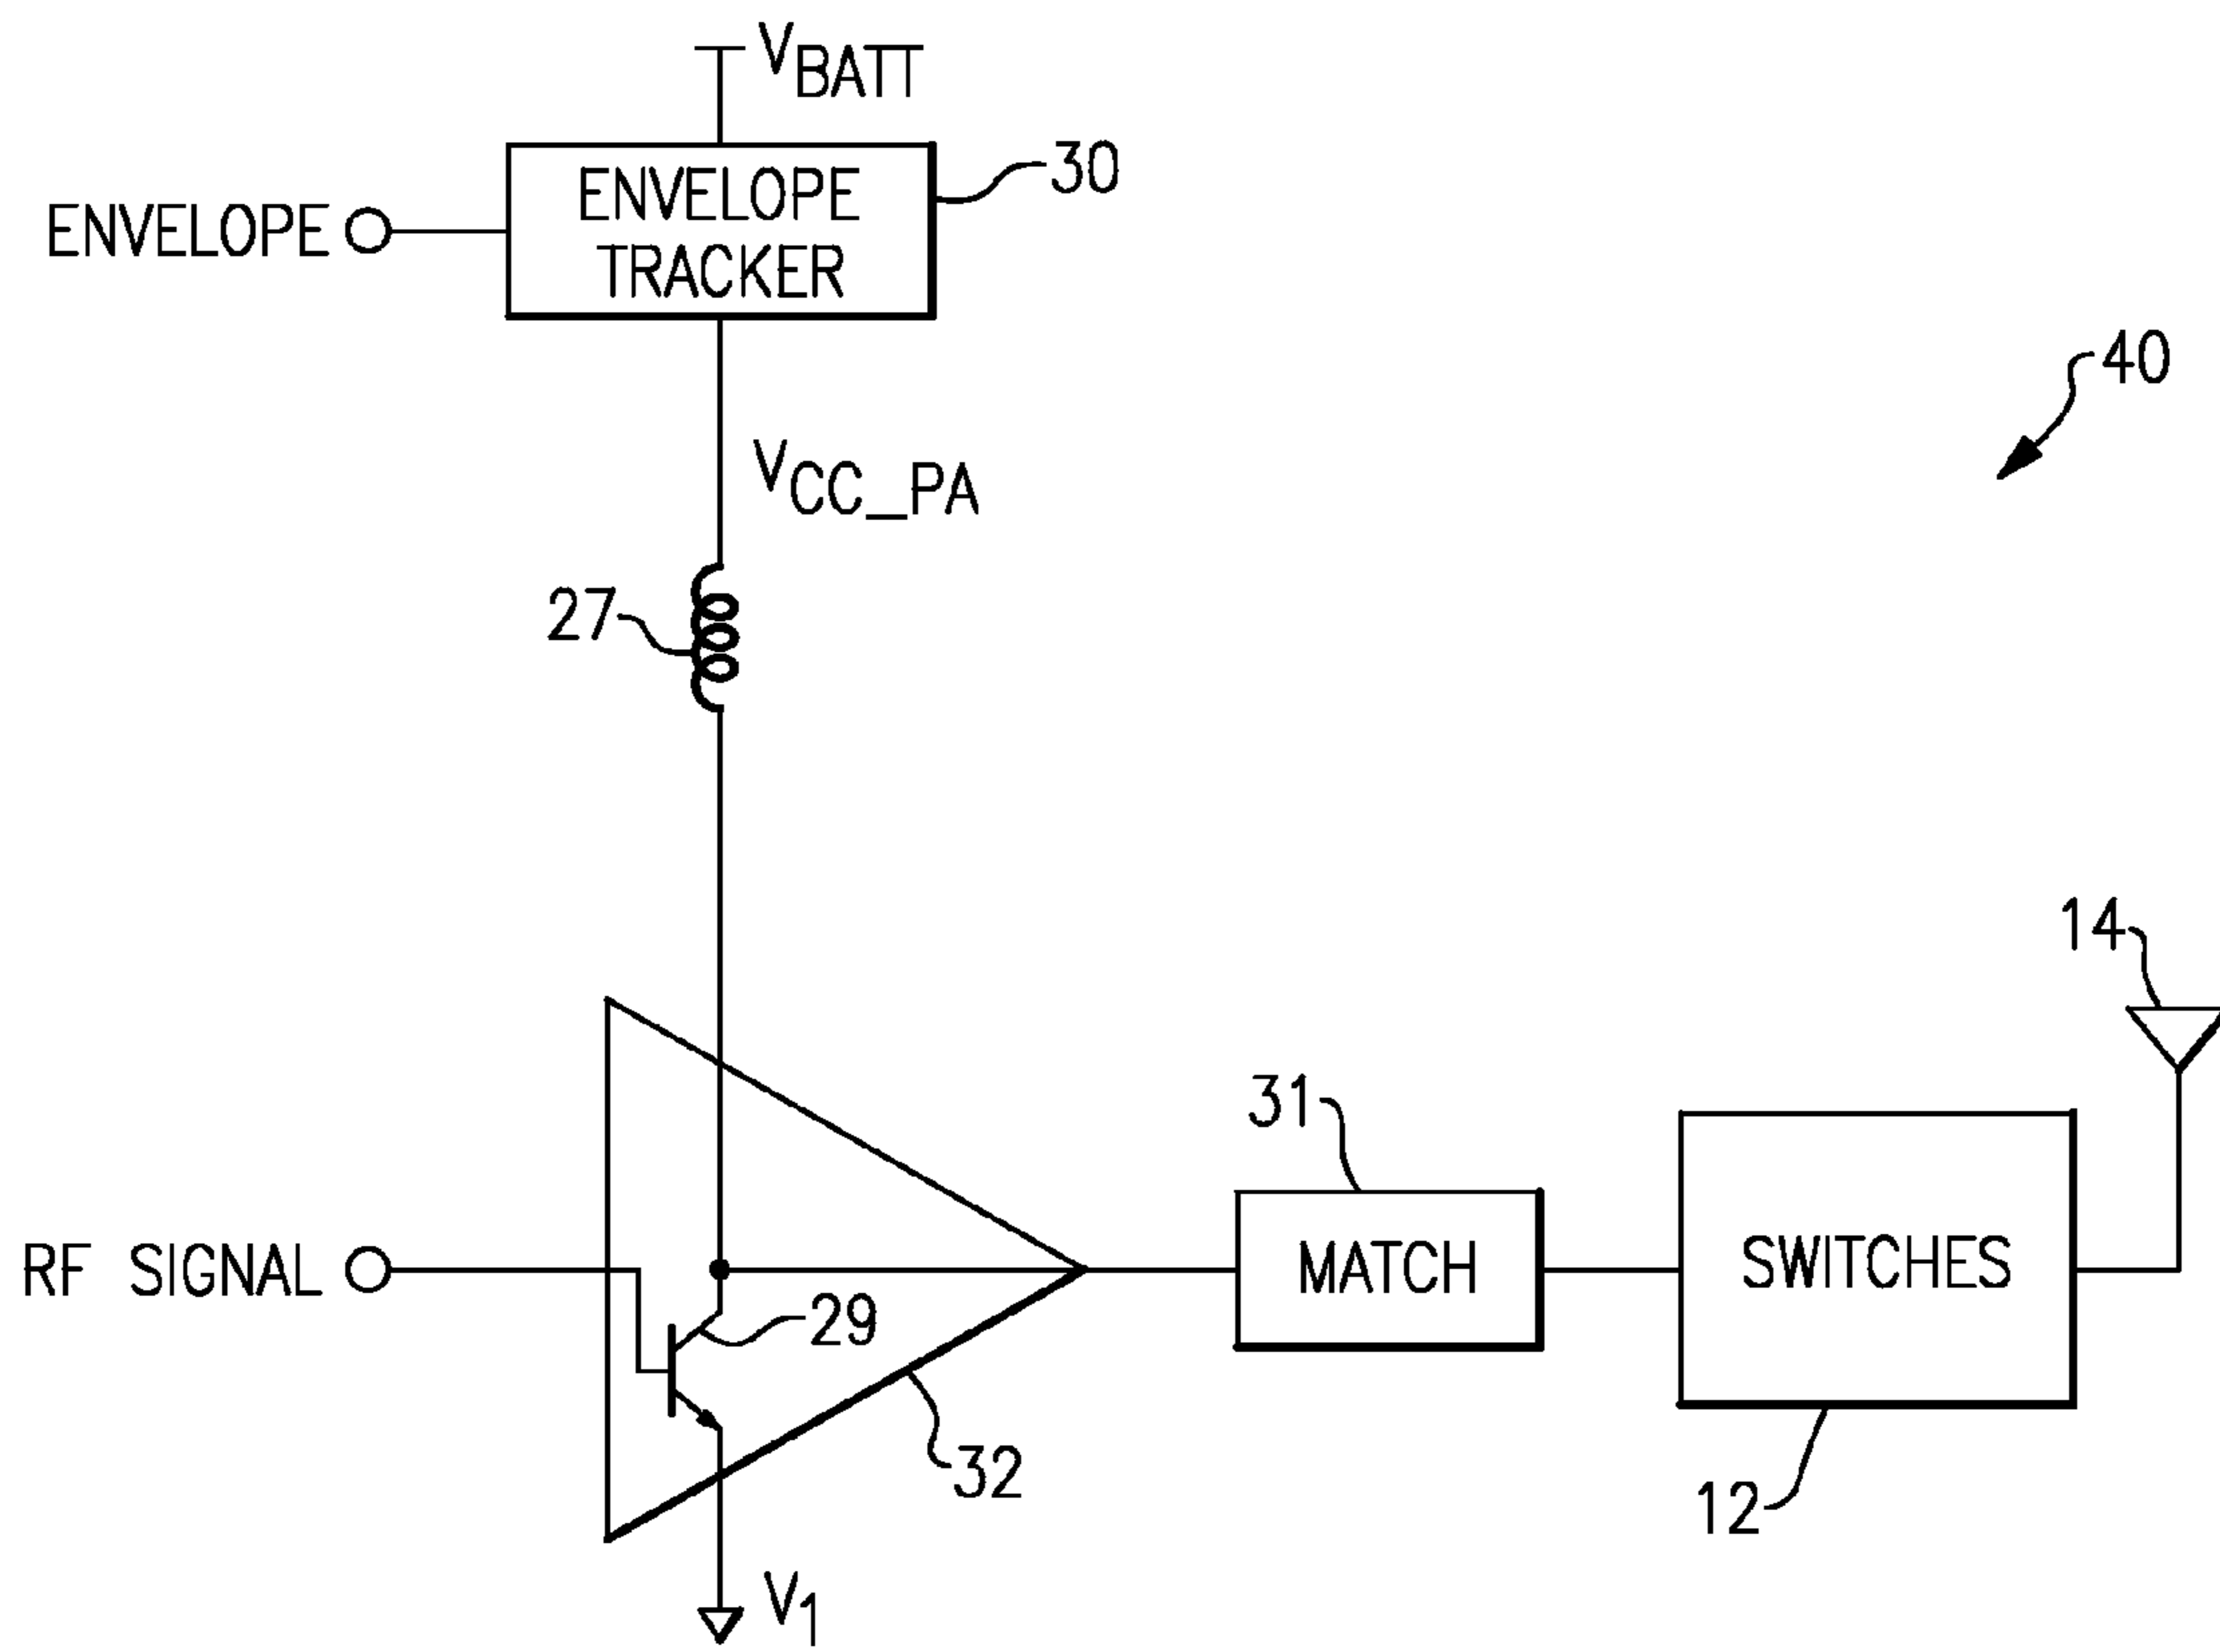 VBATT
ENVELOPE
ENVELOPE
TRACKER
30
40
VCC_PA
27
14
31
RF SIGNAL
MATCH
SWITCHES
29
32
12
V1